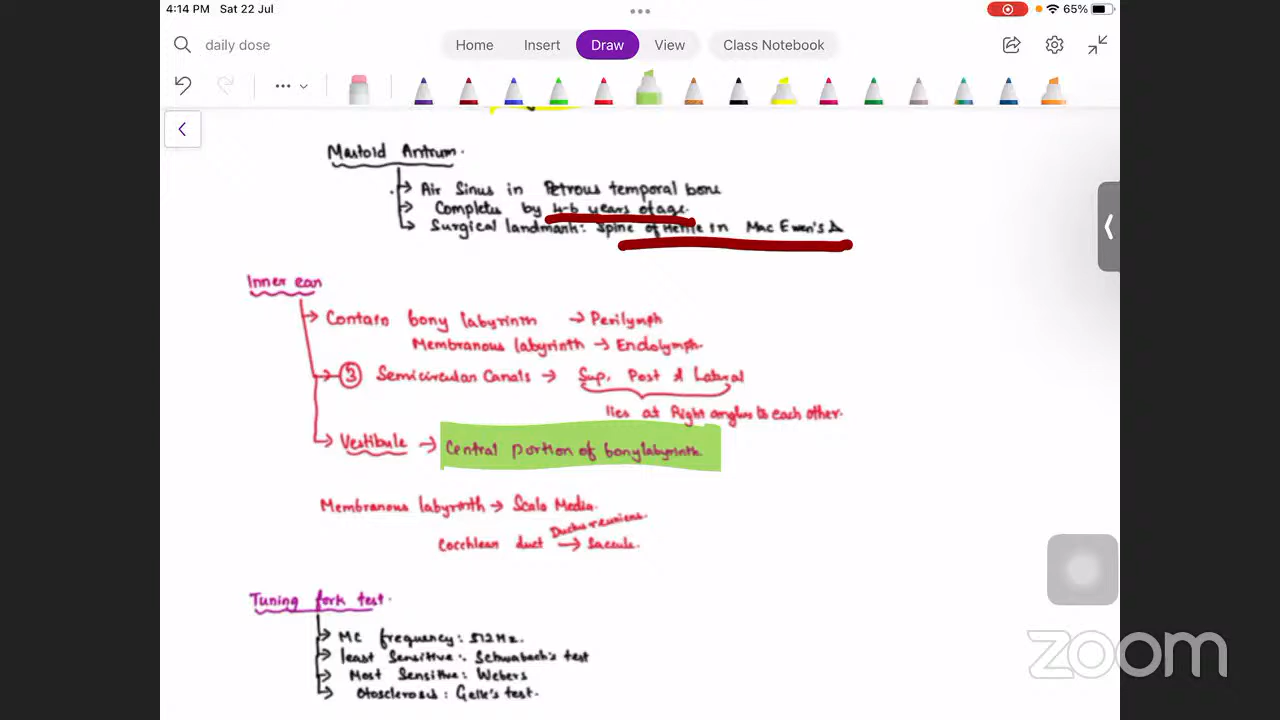 4:14 PM Sat 22 Jul
65%
daily dose
Home Insert Draw View Class Notebook
Mastoid Antrum.
→ Air Sinus in Petrous temporal bone
→ Completes by 4-6 years of age.
→ Surgical landmark: Spine of Henle in Mac Ewen's Δ
Inner ear
→ Contain bony labyrinth → Perilymph
Membranous labyrinth → Endolymph.
→ 3 Semicircular Canals → Sup, Post & Lateral
lies at Right angles to each other.
→ Vestibule → Central portion of bony labyrinth
Membranous labyrinth → Scala Media.
Ductus reuniens.
Cocchlear duct → Saccule.
Tuning fork test.
→ MC frequency: 512Hz.
→ least Sensitive: Schwabach's test
→ Most Sensitive: Webers
→ Otosclerosis: Gelle's test.
zoom